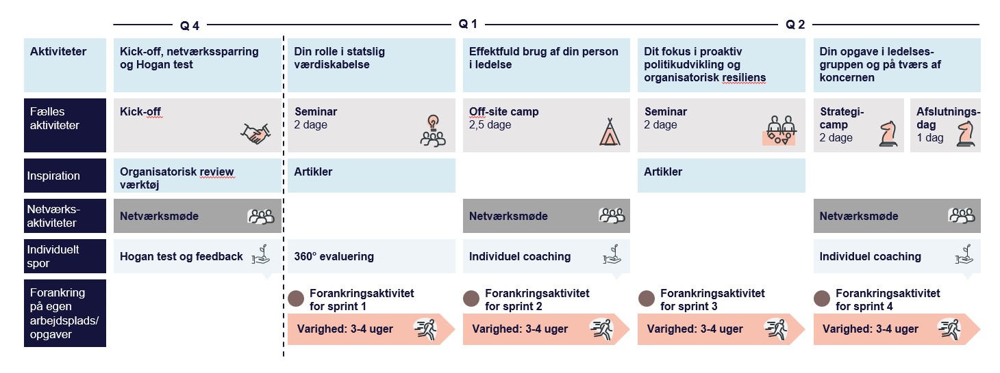 Q 4
Q 1
Q 2
Aktiviteter
Kick-off, netværkssparring
og Hogan test
Din rolle i statslig
værdiskabelse
Effektfuld brug af din person
i ledelse
Dit fokus i proaktiv
politikudvikling og
organisatorisk resiliens
Din opgave i ledelses-
gruppen og på tværs af
koncernen
Fælles
aktiviteter
Kick-off
Seminar
2 dage
Off-site camp
2,5 dage
Seminar
2 dage
Strategi-
camp
2 dage
Afslutnings-
dag
1 dag
Inspiration
Organisatorisk review
værktøj
Artikler
Artikler
Netværks-
aktiviteter
Netværksmøde
Netværksmøde
Netværksmøde
Individuelt
spor
Hogan test og feedback
360° evaluering
Individuel coaching
Individuel coaching
Forankring
på egen
arbejdsplads/
opgaver
Forankringsaktivitet
for sprint 1
Varighed: 3-4 uger
Forankringsaktivitet
for sprint 2
Varighed: 3-4 uger
Forankringsaktivitet
for sprint 3
Varighed: 3-4 uger
Forankringsaktivitet
for sprint 4
Varighed: 3-4 uger